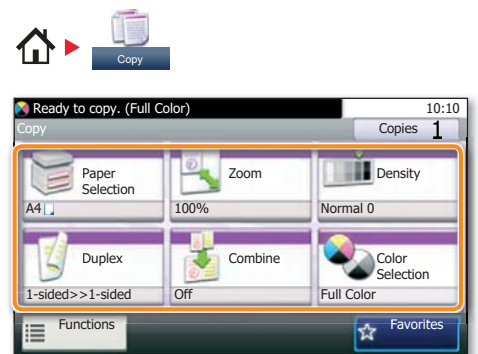 Copy
Ready to copy. (Full Color)
10:10
Copy
Copies 1
Paper Selection
Zoom
Density
A4
100%
Normal 0
Duplex
Combine
Color Selection
1-sided>>1-sided
Off
Full Color
Functions
Favorites